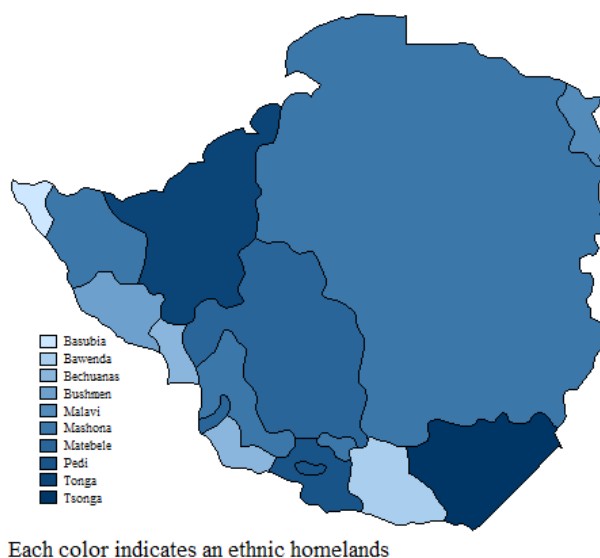 Basubia
Bawenda
Bechuanas
Bushmen
Malavi
Mashona
Matebele
Pedi
Tonga
Tsonga
Each color indicates an ethnic homelands